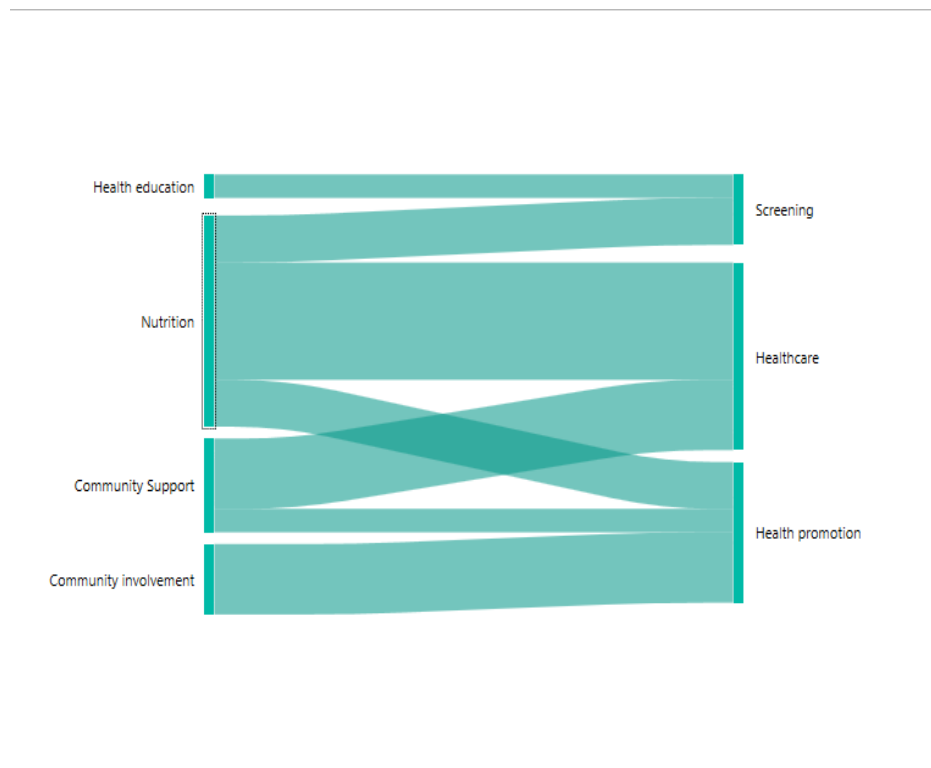 Health education
Screening
Nutrition
Healthcare
Community Support
Health promotion
Community involvement